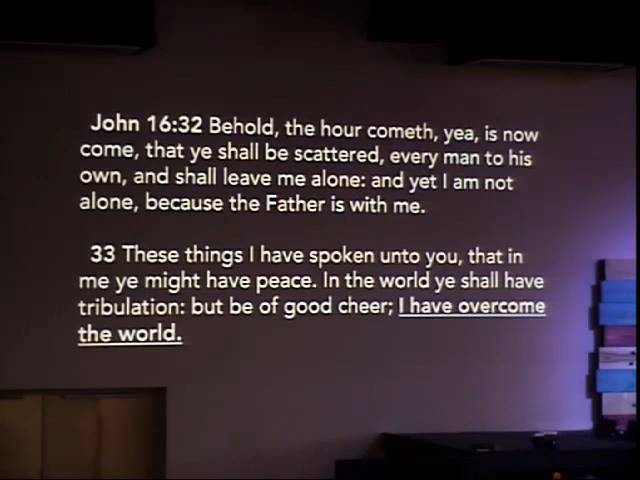 John 16:32 Behold, the hour cometh, yea, is now
come, that ye shall be scattered, every man to his
own, and shall leave me alone: and yet I am not
alone, because the Father is with me.
33 These things I have spoken unto you, that in
me ye might have peace. In the world ye shall have
tribulation: but be of good cheer; I have overcome
the world.